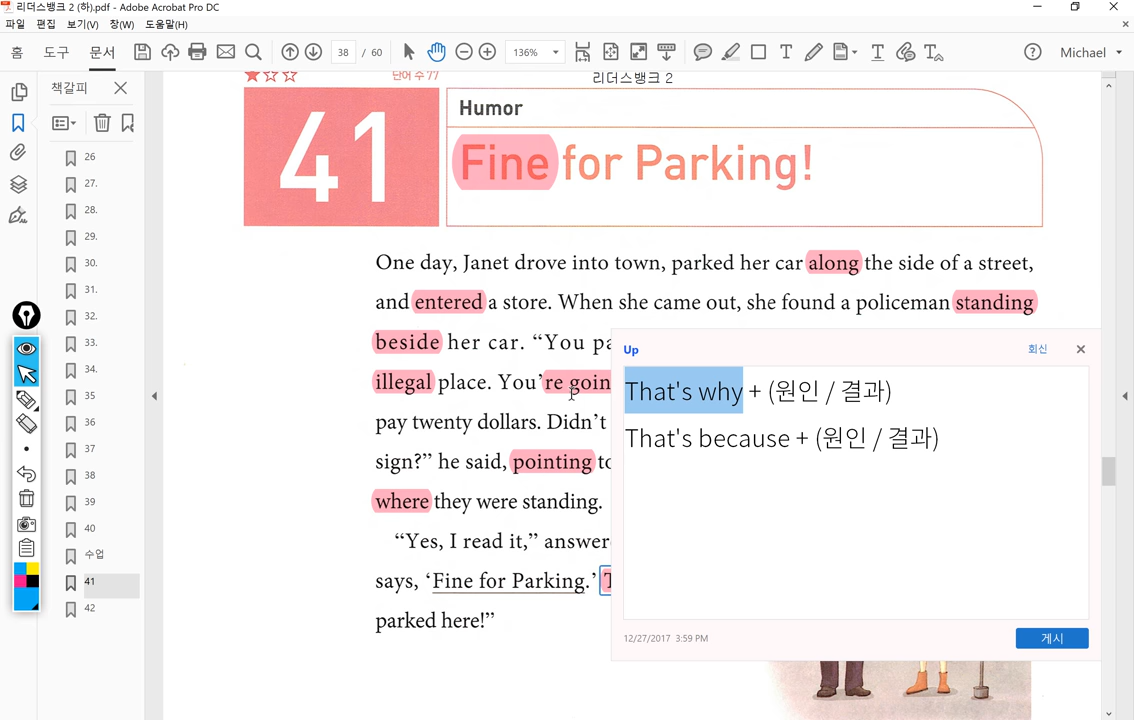 리더스뱅크 2 (하).pdf - Adobe Acrobat Pro DC
파일 편집 보기(V) 창(W) 도움말(H)
홈 도구 문서 38 / 60 136% Michael
책갈피
26
27.
28.
29.
30.
31.
32.
33.
34.
35
36
37
38
39
40
수업
41
42
단어 수 77
리더스뱅크 2
41
Humor
Fine for Parking!
One day, Janet drove into town, parked her car along the side of a street,
and entered a store. When she came out, she found a policeman standing
beside her car. “You pa
illegal place. You’re goin
pay twenty dollars. Didn’t
sign?” he said, pointing to
where they were standing.
“Yes, I read it,” answer
says, ‘Fine for Parking.’ T
parked here!”
Up 회신
That's why + (원인 / 결과)
That's because + (원인 / 결과)
12/27/2017 3:59 PM 게시